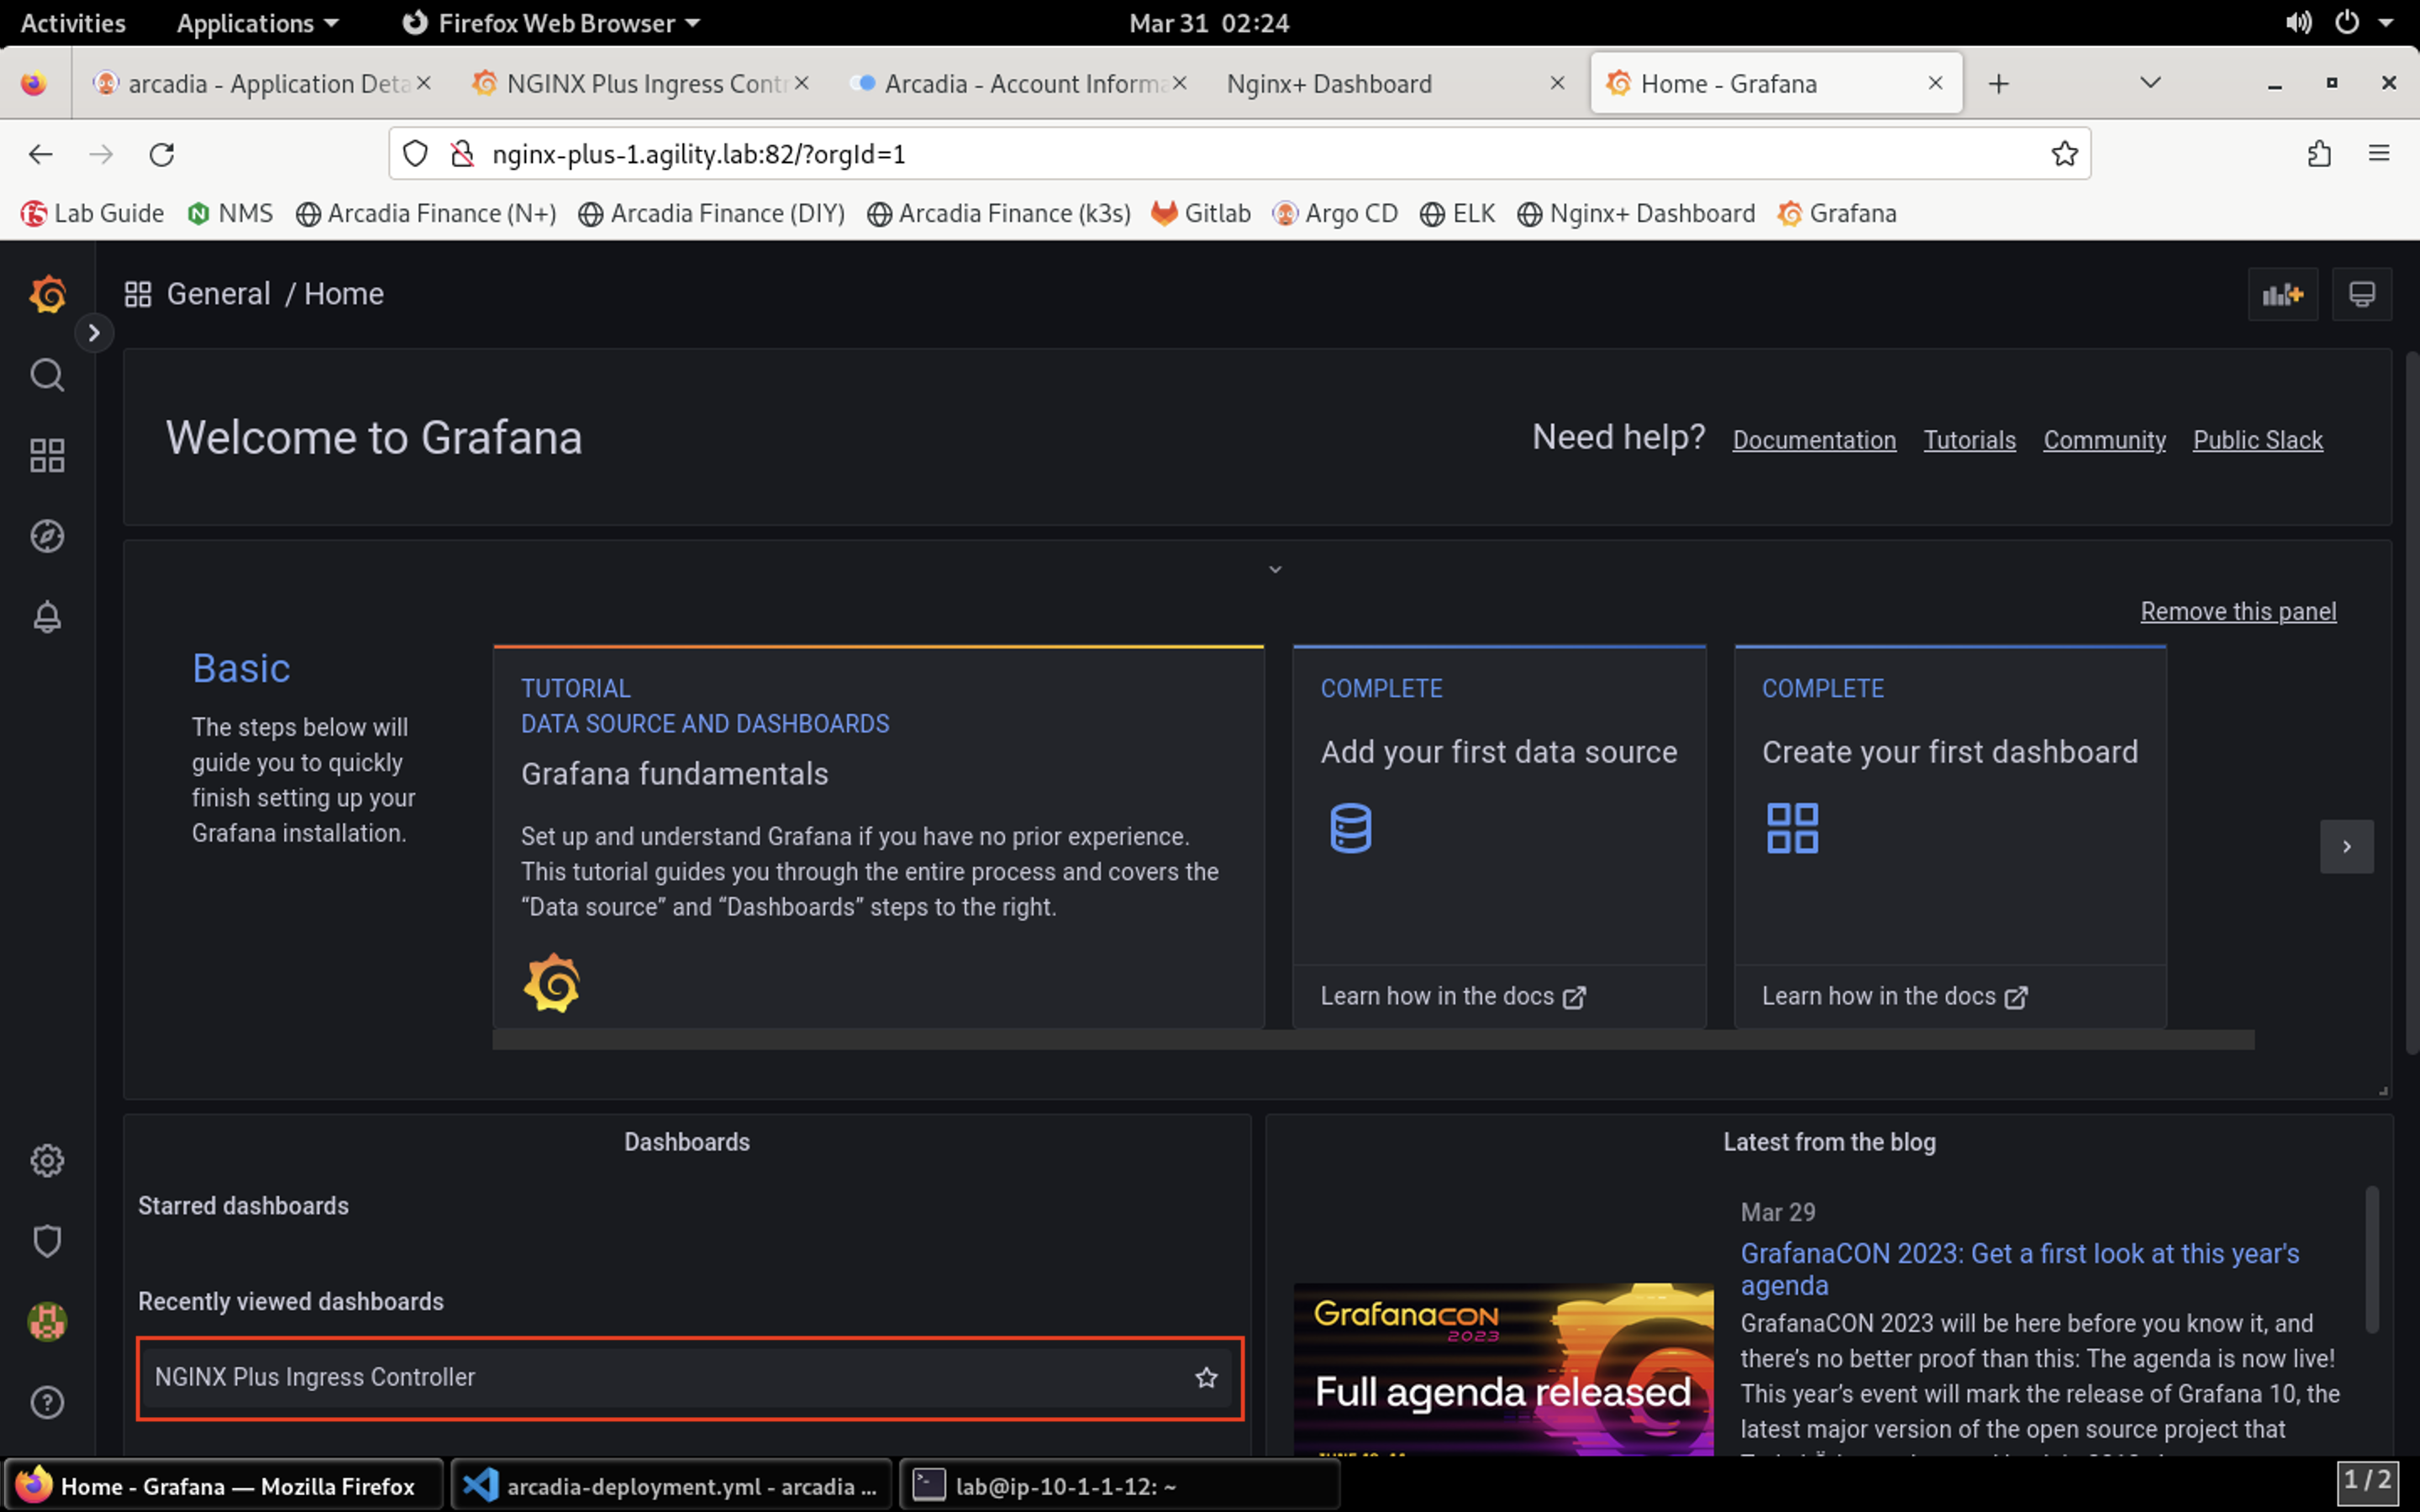 Activities Applications Firefox Web Browser Mar 31 02:24
arcadia - Application Deta NGINX Plus Ingress Contr Arcadia - Account Informa Nginx+ Dashboard Home - Grafana
nginx-plus-1.agility.lab:82/?orgId=1
Lab Guide NMS Arcadia Finance (N+) Arcadia Finance (DIY) Arcadia Finance (k3s) Gitlab Argo CD ELK Nginx+ Dashboard Grafana
General / Home
Welcome to Grafana
Need help? Documentation Tutorials Community Public Slack
Remove this panel
Basic
The steps below will
guide you to quickly
finish setting up your
Grafana installation.
TUTORIAL
DATA SOURCE AND DASHBOARDS
Grafana fundamentals
Set up and understand Grafana if you have no prior experience.
This tutorial guides you through the entire process and covers the
“Data source” and “Dashboards” steps to the right.
COMPLETE
Add your first data source
Learn how in the docs
COMPLETE
Create your first dashboard
Learn how in the docs
Dashboards
Starred dashboards
Recently viewed dashboards
NGINX Plus Ingress Controller
Latest from the blog
GrafanaCON
2023
Full agenda released
Mar 29
GrafanaCON 2023: Get a first look at this year's
agenda
GrafanaCON 2023 will be here before you know it, and
there’s no better proof than this: The agenda is now live!
This year’s event will mark the release of Grafana 10, the
latest major version of the open source project that
Home - Grafana — Mozilla Firefox arcadia-deployment.yml - arcadia ... lab@ip-10-1-1-12: ~ 1 / 2